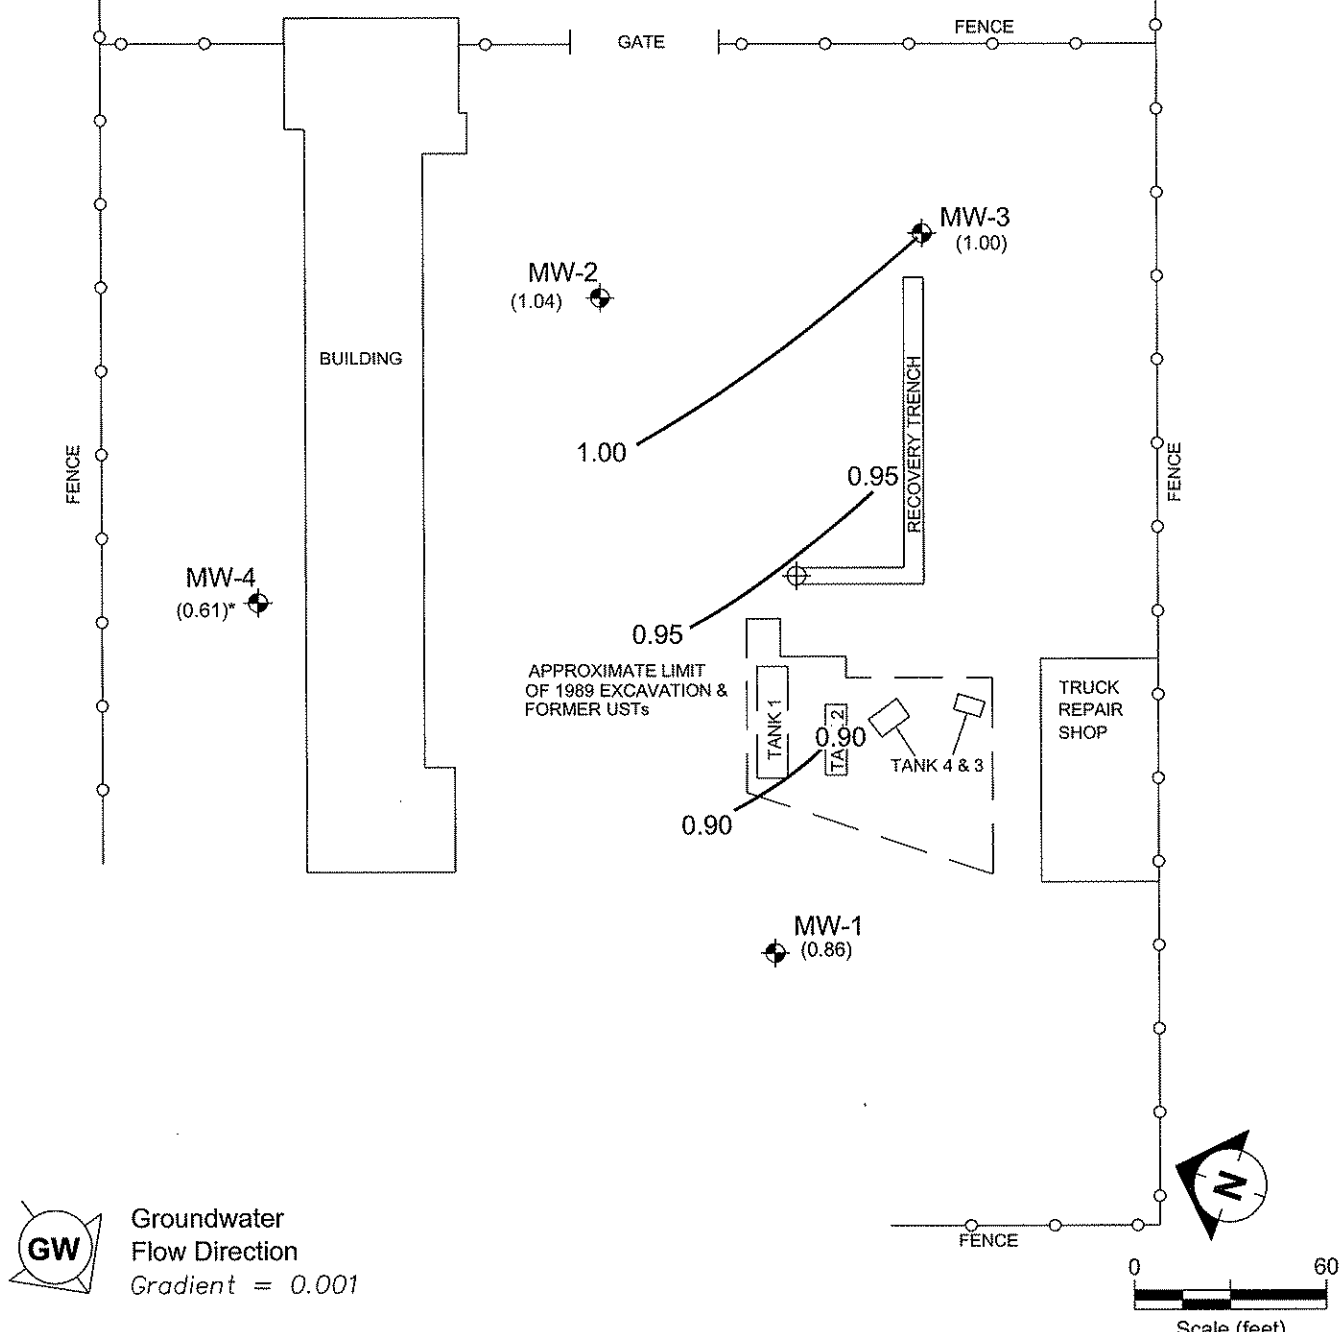 FENCE
GATE
MW-3
(1.00)
MW-2
(1.04)
BUILDING
RECOVERY TRENCH
1.00
0.95
FENCE
FENCE
MW-4
(0.61)*
0.95
APPROXIMATE LIMIT
OF 1989 EXCAVATION &
FORMER USTs
TANK 1
TANK 2
0.90
TANK 4 & 3
TRUCK
REPAIR
SHOP
0.90
MW-1
(0.86)
N
GW
Groundwater
Flow Direction
Gradient = 0.001
FENCE
0 60
Scale (feet)